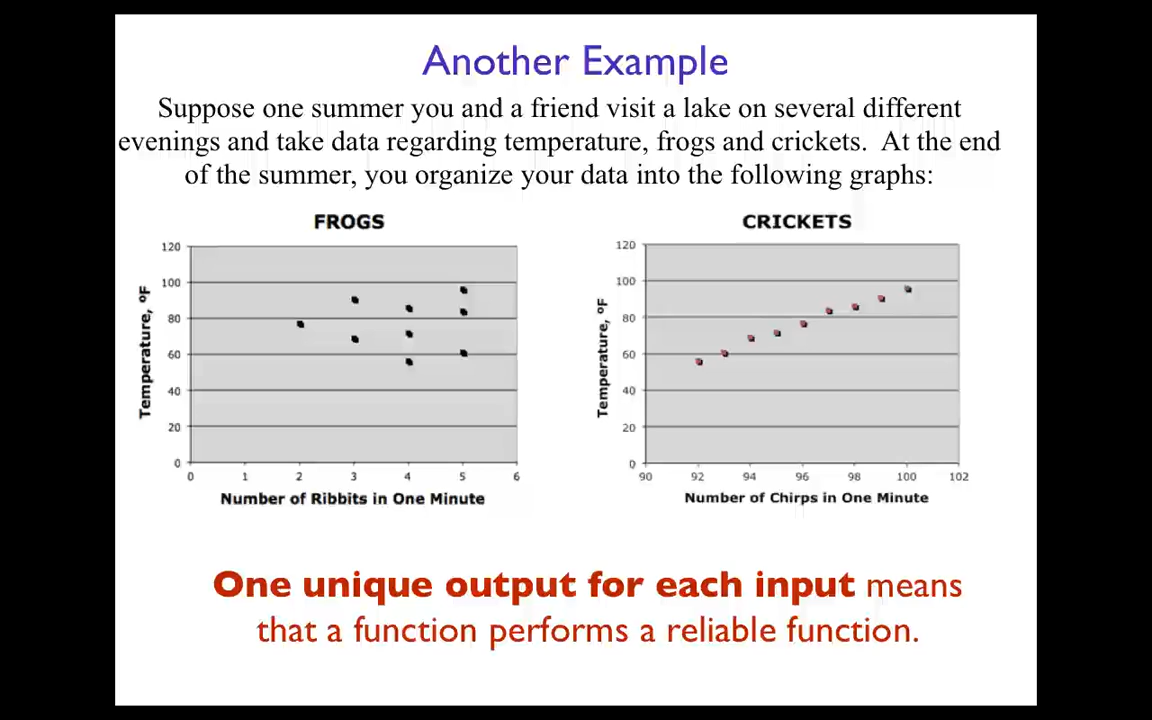 Another Example
Suppose one summer you and a friend visit a lake on several different
evenings and take data regarding temperature, frogs and crickets.  At the end
of the summer, you organize your data into the following graphs:
FROGS
120
100
80
60
40
20
0
Temperature, ºF
0 1 2 3 4 5 6
Number of Ribbits in One Minute
CRICKETS
120
100
80
60
40
20
0
Temperature, ºF
90 92 94 96 98 100 102
Number of Chirps in One Minute
One unique output for each input means
that a function performs a reliable function.